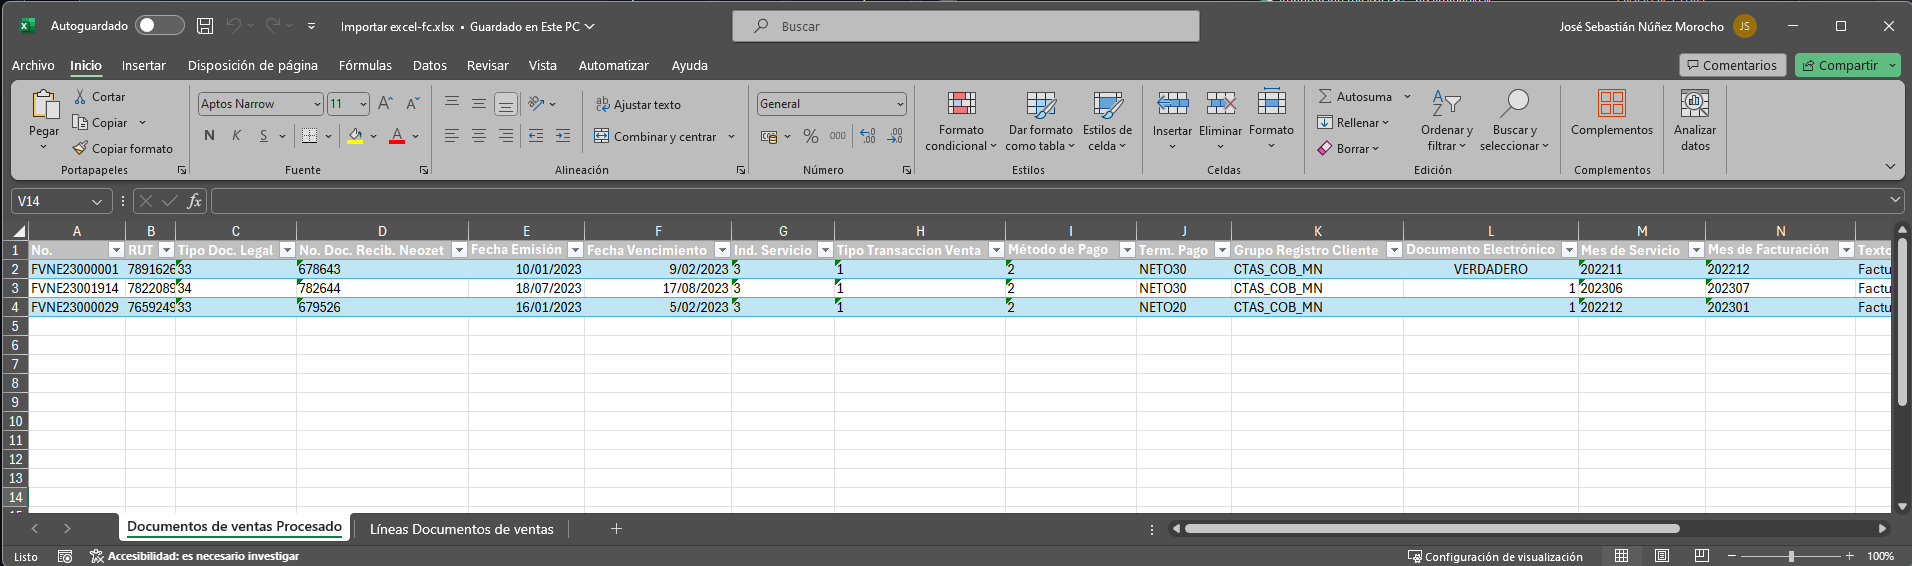 Autoguardado
Importar excel-fc.xlsx • Guardado en Este PC
Buscar
José Sebastián Núñez Morocho
JS
Archivo Inicio Insertar Disposición de página Fórmulas Datos Revisar Vista Automatizar Ayuda
Comentarios Compartir
Pegar
Cortar
Copiar
Copiar formato
Portapapeles
Aptos Narrow 11
N K S
Fuente
Ajustar texto
Combinar y centrar
Alineación
General
% 000
Número
Formato condicional
Dar formato como tabla
Estilos de celda
Estilos
Insertar
Eliminar
Formato
Celdas
Autosuma
Rellenar
Borrar
Ordenar y filtrar
Buscar y seleccionar
Edición
Complementos
Complementos
Analizar datos
V14 fx
A B C D E F G H I J K L M N
1 No. RUT Tipo Doc. Legal No. Doc. Recib. Neozet Fecha Emisión Fecha Vencimiento Ind. Servicio Tipo Transaccion Venta Método de Pago Term. Pago Grupo Registro Cliente Documento Electrónico Mes de Servicio Mes de Facturación Texto
2 FVNE23000001 7891626 33 678643 10/01/2023 9/02/2023 3 1 2 NETO30 CTAS_COB_MN VERDADERO 202211 202212 Factu
3 FVNE23001914 7822089 34 782644 18/07/2023 17/08/2023 3 1 2 NETO30 CTAS_COB_MN 1 202306 202307 Factu
4 FVNE23000029 7659249 33 679526 16/01/2023 5/02/2023 3 1 2 NETO20 CTAS_COB_MN 1 202212 202301 Factu
5
6
7
8
9
10
11
12
13
14
Documentos de ventas Procesado Líneas Documentos de ventas
Listo Accesibilidad: es necesario investigar Configuración de visualización 100%